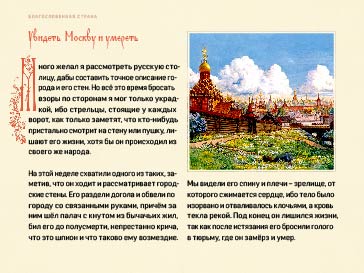 БЛАГОСЛОВЕННАЯ СТРАНА
Увидеть Москву и умереть
Много желал я рассмотреть русскую сто-
лицу, дабы составить точное описание го-
рода и его стен. Но всё это время бросать
взоры по сторонам я мог только украд-
кой, ибо стрельцы, стоящие у каждых
ворот, как только заметят, что кто-нибудь
пристально смотрит на стену или пушку, ли-
шают его жизни, хотя бы он происходил из
своего же народа.
На этой неделе схватили одного из таких, за-
метив, что он ходит и рассматривает город-
ские стены. Его раздели догола и обвели по
городу со связанными руками, причём за
ним шёл палач с кнутом из бычачьих жил,
бил его до полусмерти, непрестанно крича,
что это шпион и что таково ему возмездие.
Мы видели его спину и плечи – зрелище, от
которого сжимается сердце, ибо тело было
изорвано и отваливалось клочьями, а кровь
текла рекой. Под конец он лишился жизни,
так как после истязания его бросили голого
в тюрьму, где он замёрз и умер.